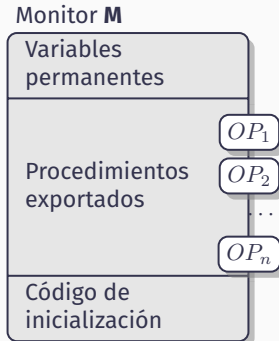 Monitor M
Variables
permanentes
OP1
Procedimientos
exportados
OP2
...
OPn
Código de
inicialización